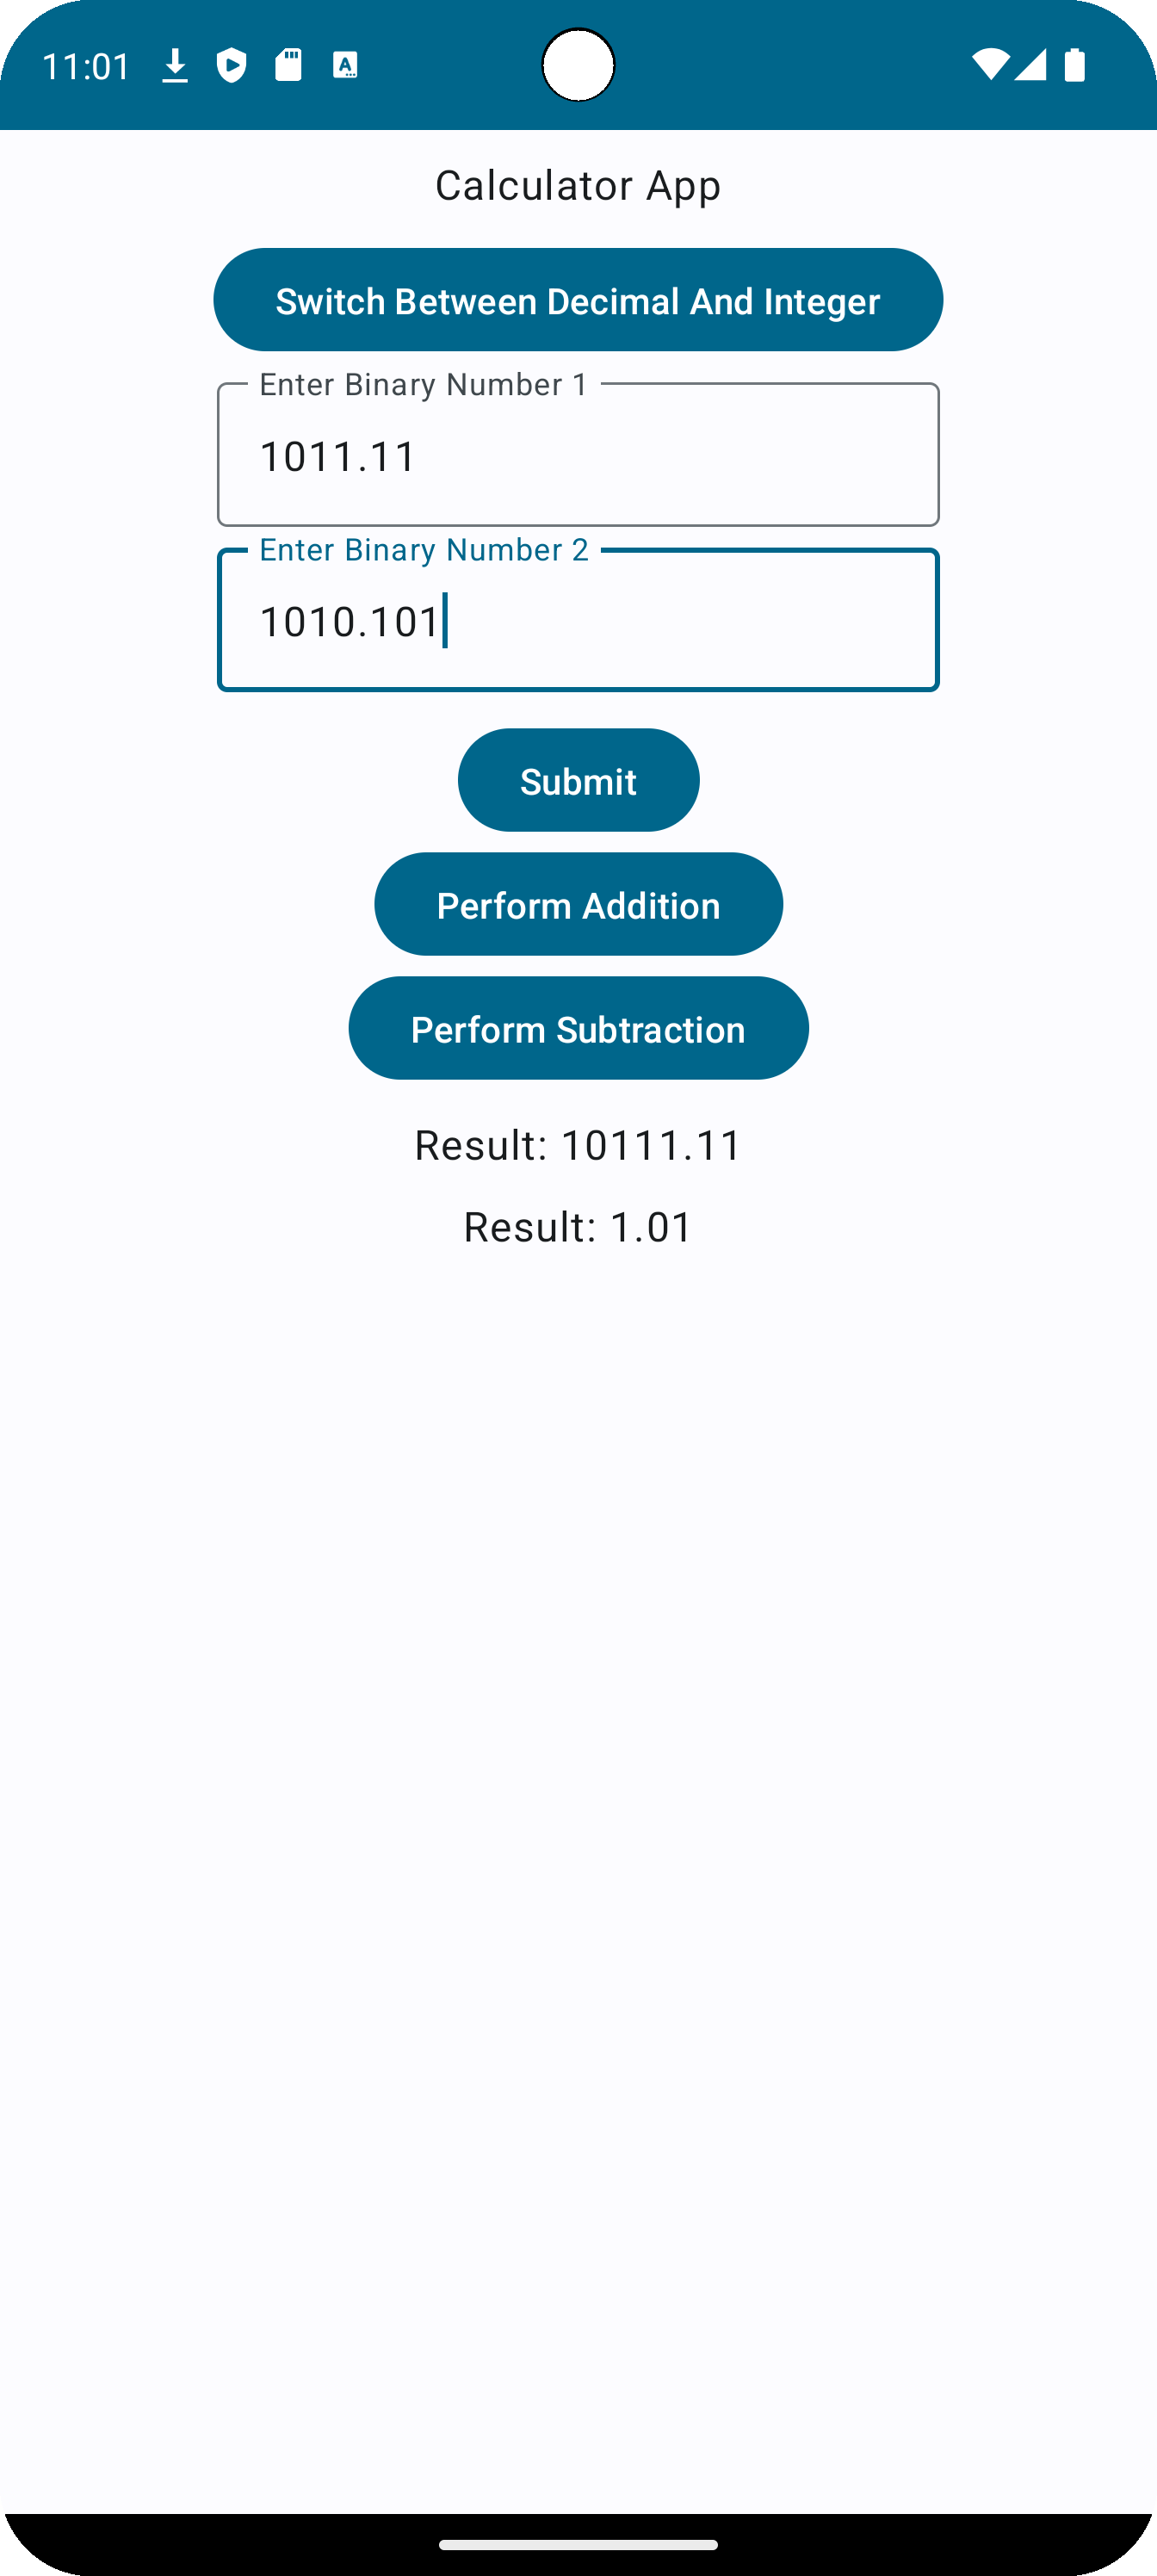 11:01
Calculator App
Switch Between Decimal And Integer
Enter Binary Number 1
1011.11
Enter Binary Number 2
1010.101
Submit
Perform Addition
Perform Subtraction
Result: 10111.11
Result: 1.01